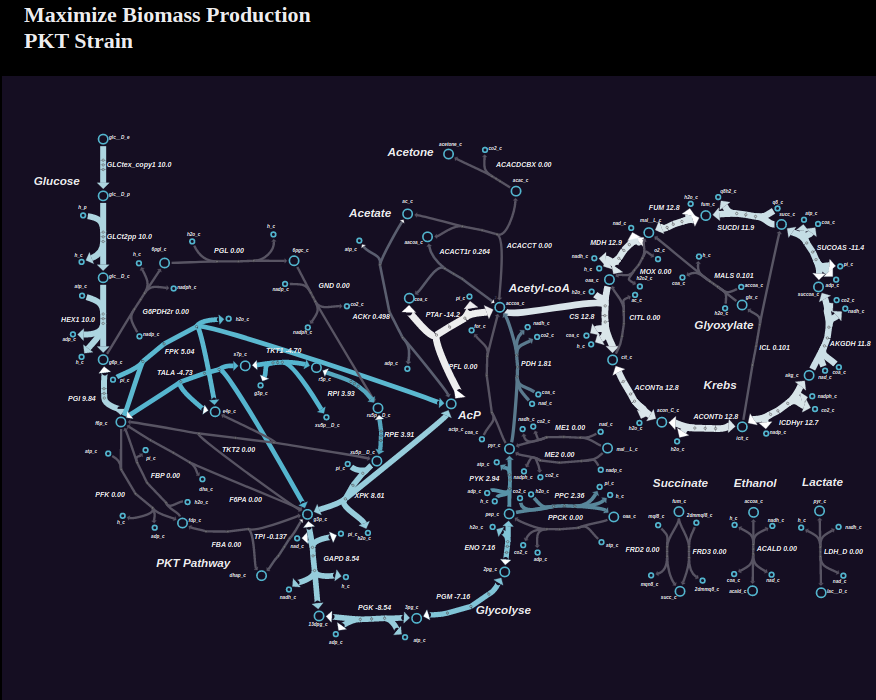 Maximize Biomass Production
PKT Strain
glc__D_e
GLCtex_copy1 10.0
Glucose
glc__D_p
h_p
GLCt2pp 10.0
h_c
glc__D_c
atp_c
HEX1 10.0
adp_c
h_c
g6p_c
PGI 9.84
f6p_c
6pgl_c
h2o_c
PGL 0.00
h_c
6pgc_c
h_c
nadph_c
G6PDH2r 0.00
nadp_c
GND 0.00
nadp_c
co2_c
nadph_c
h2o_c
FPK 5.04
pi_c
TALA -4.73
s7p_c
TKT1 -4.70
g3p_c
r5p_c
e4p_c
RPI 3.93
xu5p__D_c
RPE 3.91
TKT2 0.00
ru5p__D_c
pi_c
XPK 8.61
h2o_c
atp_c
pi_c
FBP 0.00
PFK 0.00
dha_c
h2o_c
h_c
adp_c
fdp_c
F6PA 0.00
FBA 0.00
TPI -0.137
dhap_c
g3p_c
PKT Pathway
nad_c
pi_c
GAPD 8.54
h_c
nadh_c
13dpg_c
PGK -8.54
3pg_c
adp_c
atp_c
PGM -7.16
2pg_c
Glycolyse
ENO 7.16
h2o_c
pep_c
Acetone
acetone_c
co2_c
ACACDCBX 0.00
acac_c
Acetate
ac_c
atp_c
aacoa_c
ACACT1r 0.264
ACACCT 0.00
coa_c
pi_c
PTAr -14.2
accoa_c
Acetyl-coA
ACKr 0.498
for_c
PFL 0.00
adp_c
AcP
actp_c
coa_c
nadh_c
co2_c
PDH 1.81
coa_c
nad_c
pyr_c
nadh_c
co2_c
ME1 0.00
nad_c
ME2 0.00
mal__L_c
nadph_c
co2_c
nadp_c
atp_c
PYK 2.94
adp_c
h_c
co2_c
h2o_c
PPC 2.36
pi_c
h_c
PPCK 0.00
oaa_c
co2_c
adp_c
atp_c
FUM 12.8
h2o_c
fum_c
q8h2_c
q8_c
SUCDi 11.9
succ_c
atp_c
coa_c
SUCOAS -11.4
pi_c
adp_c
succoa_c
co2_c
nadh_c
AKGDH 11.8
nad_c
coa_c
akg_c
nadph_c
co2_c
ICDHyr 12.7
nadp_c
icit_c
ACONTb 12.8
Krebs
acon_C_c
h2o_c
h2o_c
ACONTa 12.8
cit_c
CS 12.8
coa_c
h_c
h2o_c
oaa_c
h_c
nadh_c
MDH 12.9
nad_c
mal__L_c
o2_c
MOX 0.00
h2o2_c
ac_c
CITL 0.00
h_c
coa_c
MALS 0.101
accoa_c
glx_c
h2o_c
Glyoxylate
ICL 0.101
Succinate
fum_c
mql8_c
2dmmql8_c
FRD2 0.00
FRD3 0.00
mqn8_c
2dmmq8_c
succ_c
Ethanol
accoa_c
h_c
nadh_c
ACALD 0.00
coa_c
nad_c
acald_c
Lactate
pyr_c
h_c
nadh_c
LDH_D 0.00
nad_c
lac__D_c